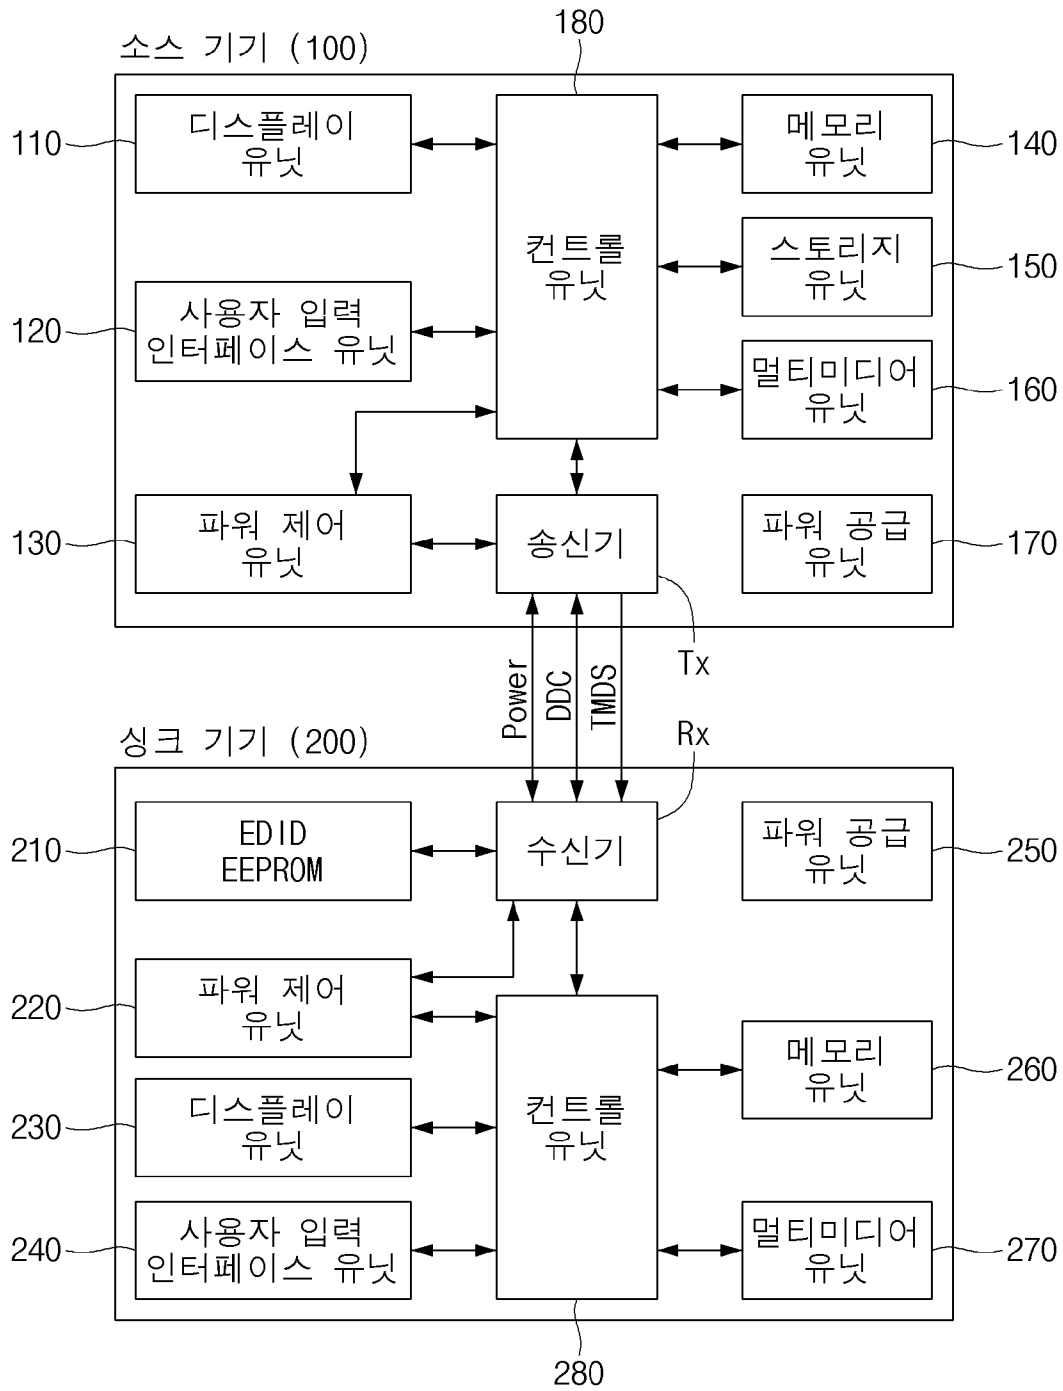 180
소스 기기 (100)
110
디스플레이
유닛
컨트롤
유닛
메모리
유닛
140
스토리지
유닛
150
120
사용자 입력
인터페이스 유닛
멀티미디어
유닛
160
130
파워 제어
유닛
송신기
파워 공급
유닛
170
Power
DDC
TMDS
Tx
싱크 기기 (200)
Rx
210
EDID
EEPROM
수신기
파워 공급
유닛
250
220
파워 제어
유닛
컨트롤
유닛
메모리
유닛
260
230
디스플레이
유닛
240
사용자 입력
인터페이스 유닛
멀티미디어
유닛
270
280